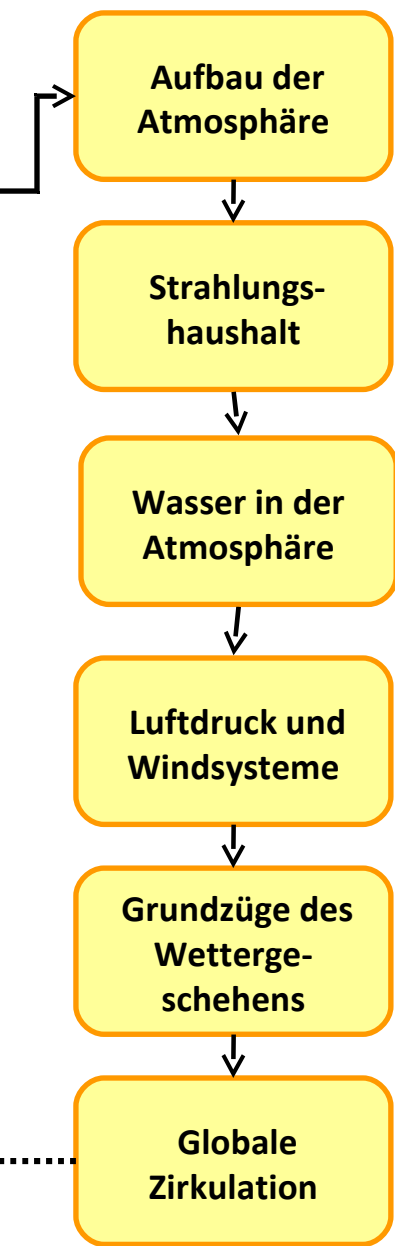 Aufbau der
Atmosphäre
Strahlungs-
haushalt
Wasser in der
Atmosphäre
Luftdruck und
Windsysteme
Grundzüge des
Wetterge-
schehens
Globale
Zirkulation